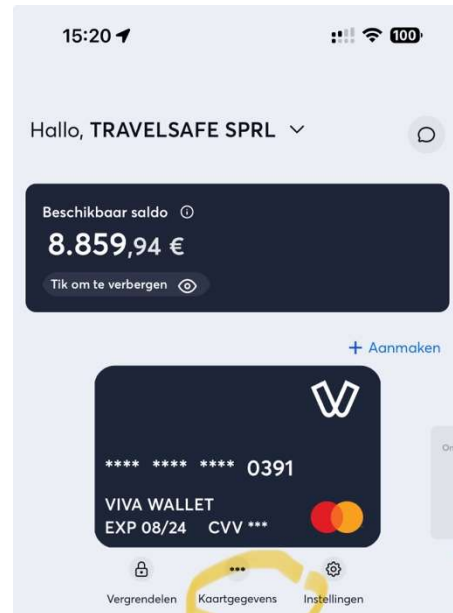 15:20
100
Hallo, TRAVELSAFE SPRL
Beschikbaar saldo
8.859,94 €
Tik om te verbergen
+ Aanmaken
**** **** **** 0391
VIVA WALLET
EXP 08/24 CVV ***
Vergrendelen Kaartgegevens Instellingen